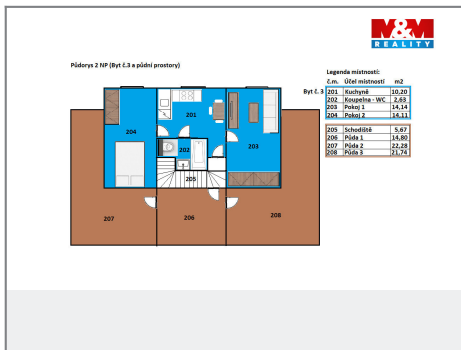 M&M
REALITY
Půdorys 2 NP (Byt č.3 a půdní prostory)
Legenda místností:
č.m. Účel místností m2
Byt č. 3 201 Kuchyně 10,20
202 Koupelna - WC 2,63
203 Pokoj 1 14,14
204 Pokoj 2 14,11
205 Schodiště 5,67
206 Půda 1 14,80
207 Půda 2 22,28
208 Půda 3 21,74
201
204
202
203
205
207
206
208